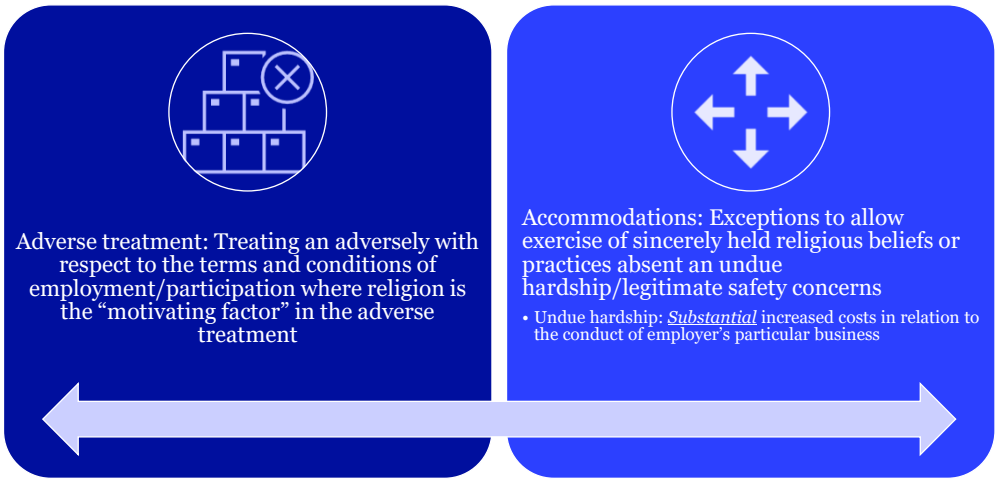 Adverse treatment: Treating an adversely with
respect to the terms and conditions of
employment/participation where religion is
the “motivating factor” in the adverse
treatment
Accommodations: Exceptions to allow
exercise of sincerely held religious beliefs or
practices absent an undue
hardship/legitimate safety concerns
• Undue hardship: Substantial increased costs in relation to
the conduct of employer’s particular business